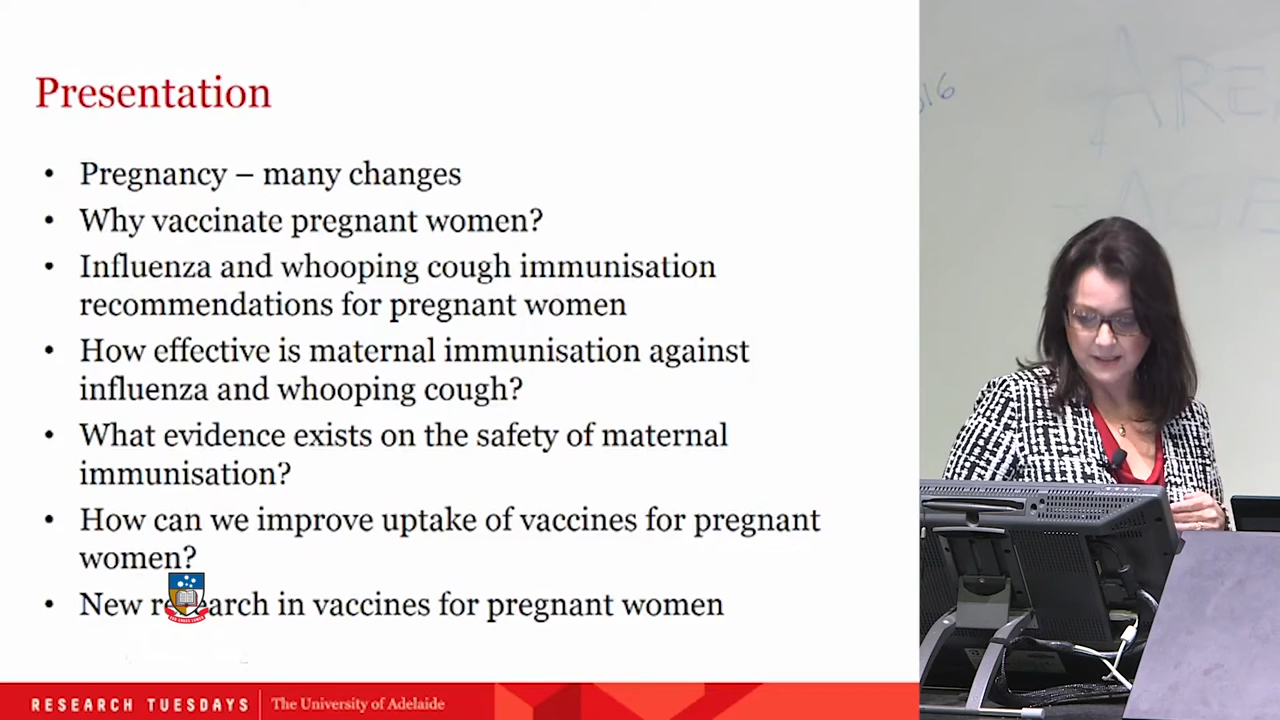 Presentation
• Pregnancy – many changes
• Why vaccinate pregnant women?
• Influenza and whooping cough immunisation
recommendations for pregnant women
• How effective is maternal immunisation against
influenza and whooping cough?
• What evidence exists on the safety of maternal
immunisation?
• How can we improve uptake of vaccines for pregnant
women?
• New research in vaccines for pregnant women
RESEARCH TUESDAYS The University of Adelaide
016
ARE
- AGE